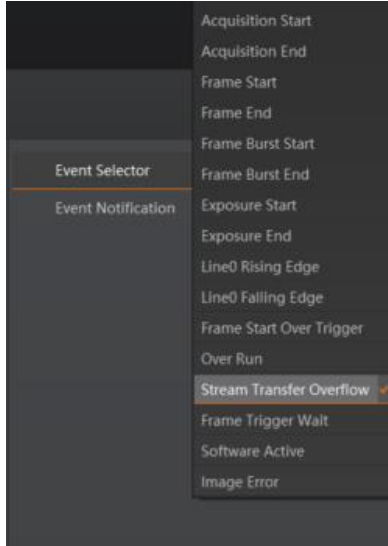 Acquisition Start
Acquisition End
Frame Start
Frame End
Frame Burst Start
Event Selector
Frame Burst End
Event Notification
Exposure Start
Exposure End
Line0 Rising Edge
Line0 Falling Edge
Frame Start Over Trigger
Over Run
Stream Transfer Overflow
Frame Trigger Wait
Software Active
Image Error